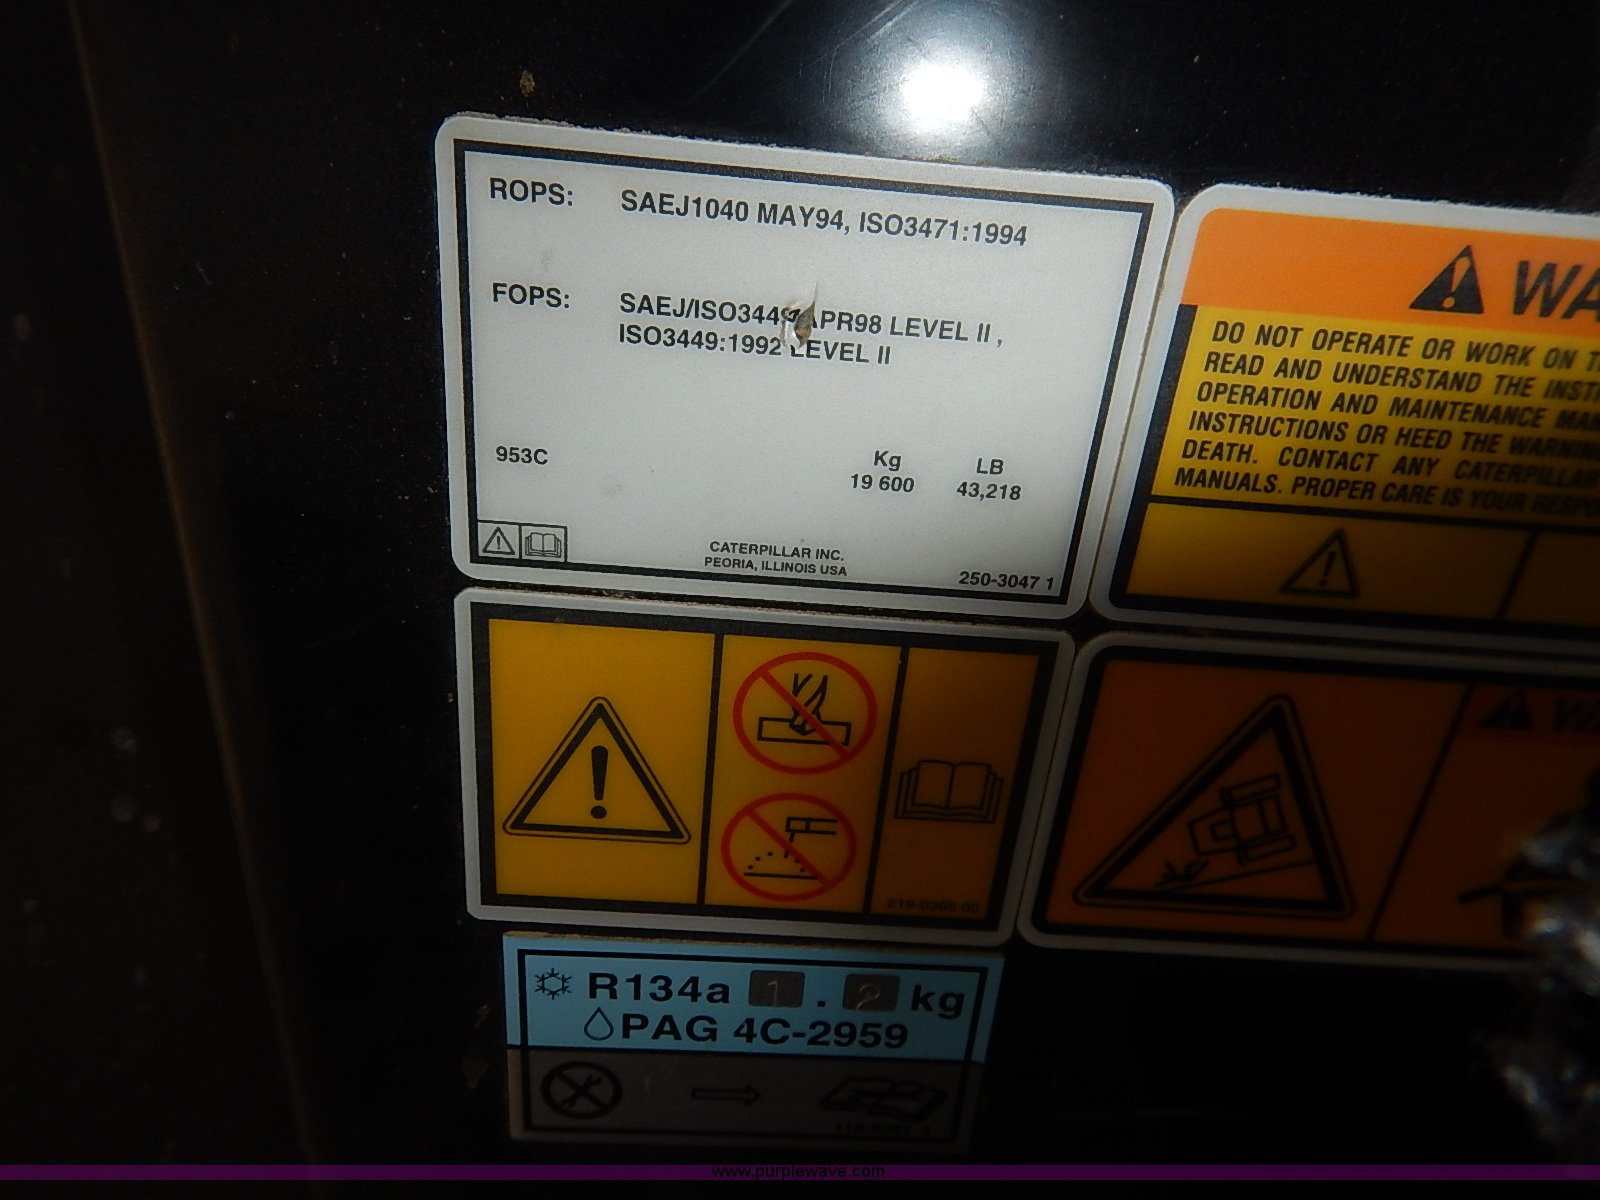 ROPS: SAEJ1040 MAY94, ISO3471:1994
FOPS: SAEJ/ISO3449 APR98 LEVEL II ,
ISO3449:1992 LEVEL II
953C
Kg LB
19 600 43,218
CATERPILLAR INC.
PEORIA, ILLINOIS USA
250-3047 1
DO NOT OPERATE OR WORK ON
READ AND UNDERSTAND THE
OPERATION AND MAINTENANCE
INSTRUCTIONS OR HEED THE
DEATH. CONTACT ANY CATERPILLAR
MANUALS. PROPER CARE IS YOUR
219-0305 00
R134a 1 . 2 kg
PAG 4C-2959
www.purplewave.com